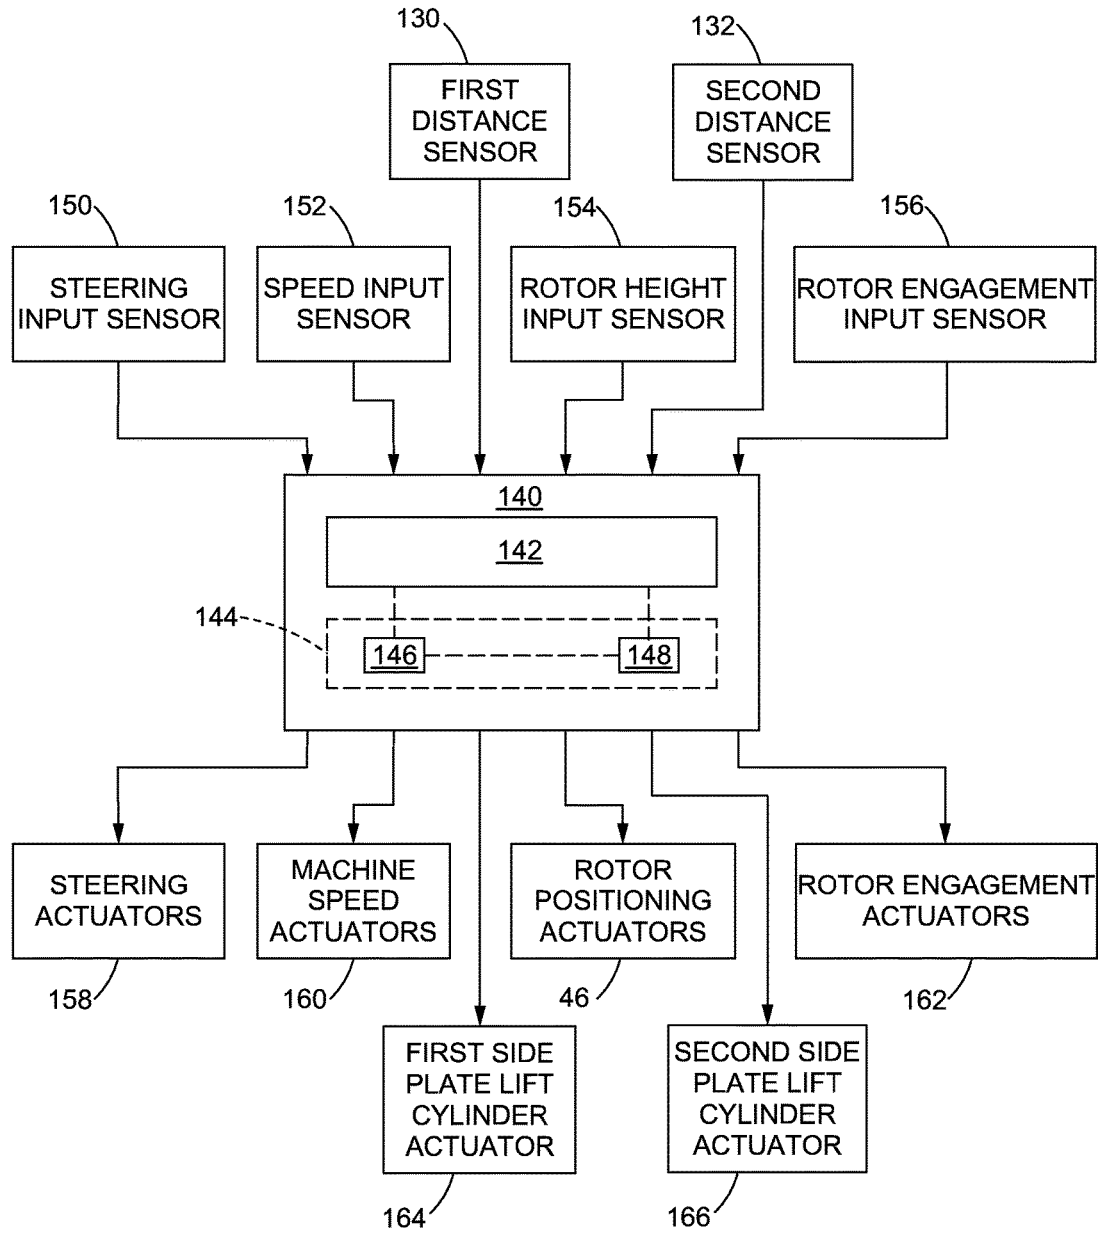 130
132
FIRST
DISTANCE
SENSOR
SECOND
DISTANCE
SENSOR
150
152
154
156
STEERING
INPUT SENSOR
SPEED INPUT
SENSOR
ROTOR HEIGHT
INPUT SENSOR
ROTOR ENGAGEMENT
INPUT SENSOR
140
142
144
146
148
STEERING
ACTUATORS
MACHINE
SPEED
ACTUATORS
ROTOR
POSITIONING
ACTUATORS
ROTOR ENGAGEMENT
ACTUATORS
158
160
46
162
FIRST SIDE
PLATE LIFT
CYLINDER
ACTUATOR
SECOND SIDE
PLATE LIFT
CYLINDER
ACTUATOR
164
166